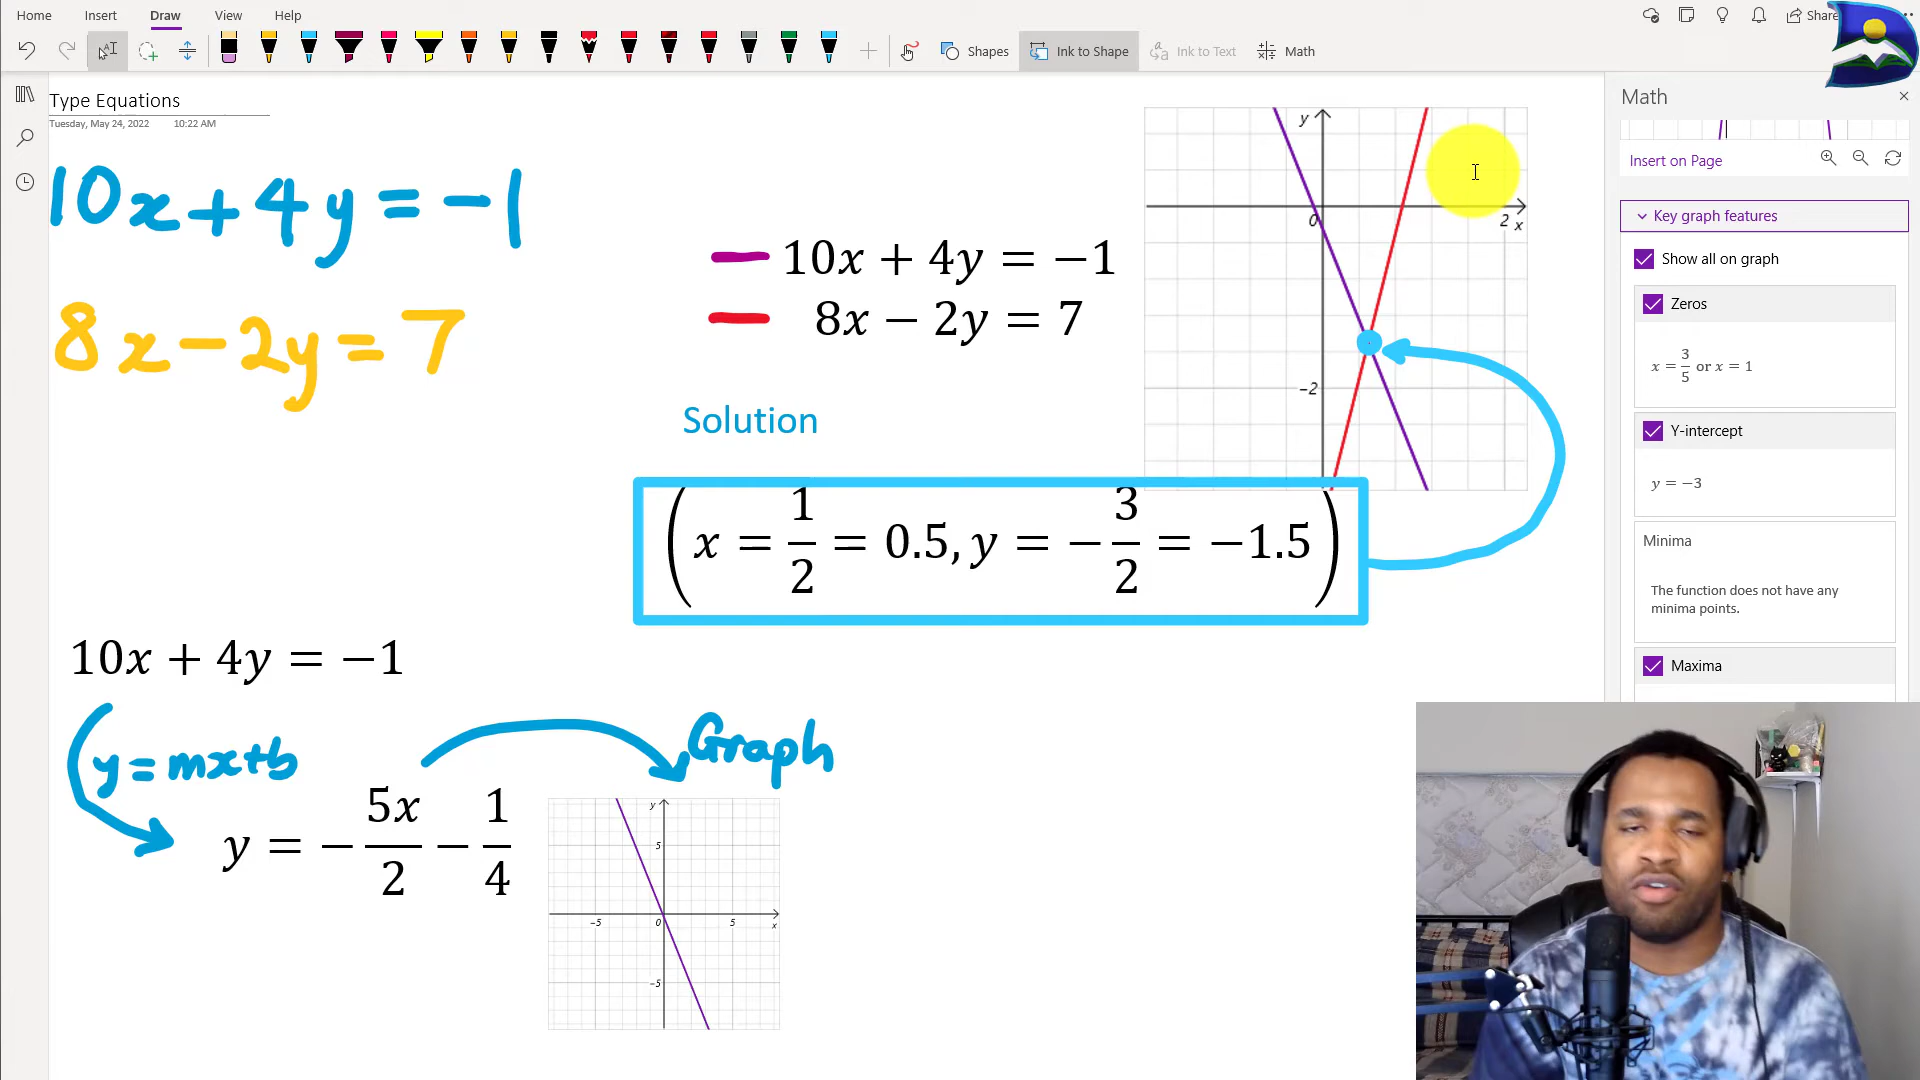 Home Insert Draw View Help
Share
Shapes Ink to Shape Ink to Text Math
Type Equations
Tuesday, May 24, 2022 10:22 AM
10x+4y=-1
8x-2y=7
10x + 4y = −1
8x − 2y = 7
Solution
(x = 1/2 = 0.5, y = − 3/2 = −1.5)
y
0
2 x
−2
10x + 4y = −1
y=mx+b
y = − 5x/2 − 1/4
Graph
y
5
−5 0 5
x
−5
Math
Insert on Page
Key graph features
Show all on graph
Zeros
x = 3/5 or x = 1
Y-intercept
y = −3
Minima
The function does not have any
minima points.
Maxima